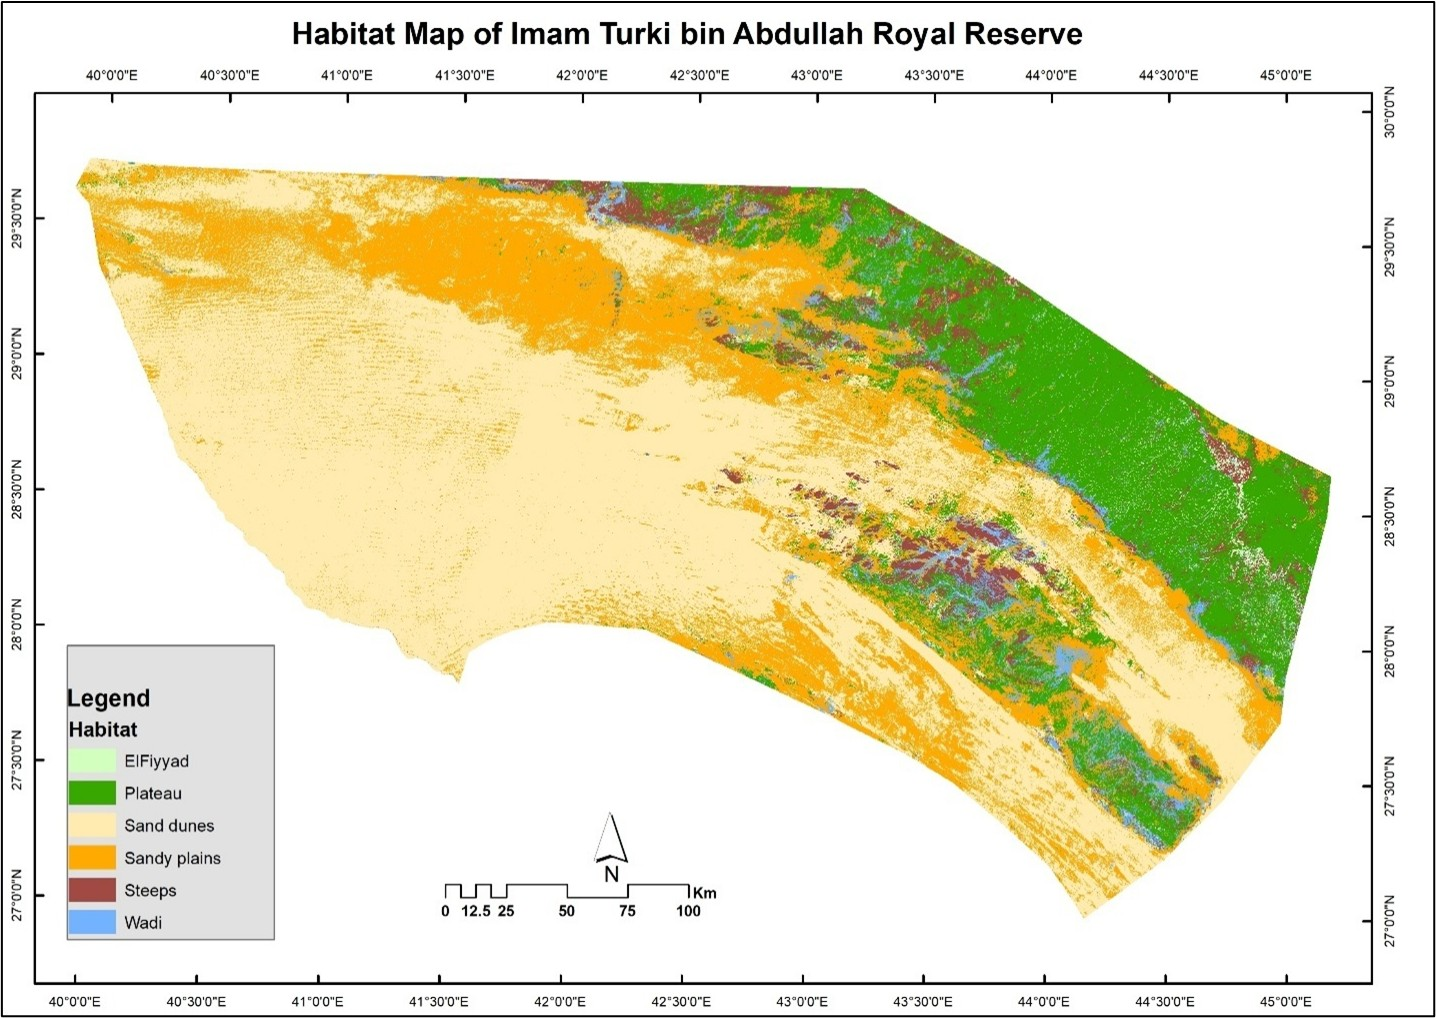 Habitat Map of Imam Turki bin Abdullah Royal Reserve
40°0'0"E 40°30'0"E 41°0'0"E 41°30'0"E 42°0'0"E 42°30'0"E 43°0'0"E 43°30'0"E 44°0'0"E 44°30'0"E 45°0'0"E
29°30'0"N
29°0'0"N
28°30'0"N
28°0'0"N
27°30'0"N
27°0'0"N
30°0'0"N
29°30'0"N
29°0'0"N
28°30'0"N
28°0'0"N
27°30'0"N
27°0'0"N
Legend
Habitat
ElFiyyad
Plateau
Sand dunes
Sandy plains
Steeps
Wadi
N
Km
0 12.5 25 50 75 100
40°0'0"E 40°30'0"E 41°0'0"E 41°30'0"E 42°0'0"E 42°30'0"E 43°0'0"E 43°30'0"E 44°0'0"E 44°30'0"E 45°0'0"E